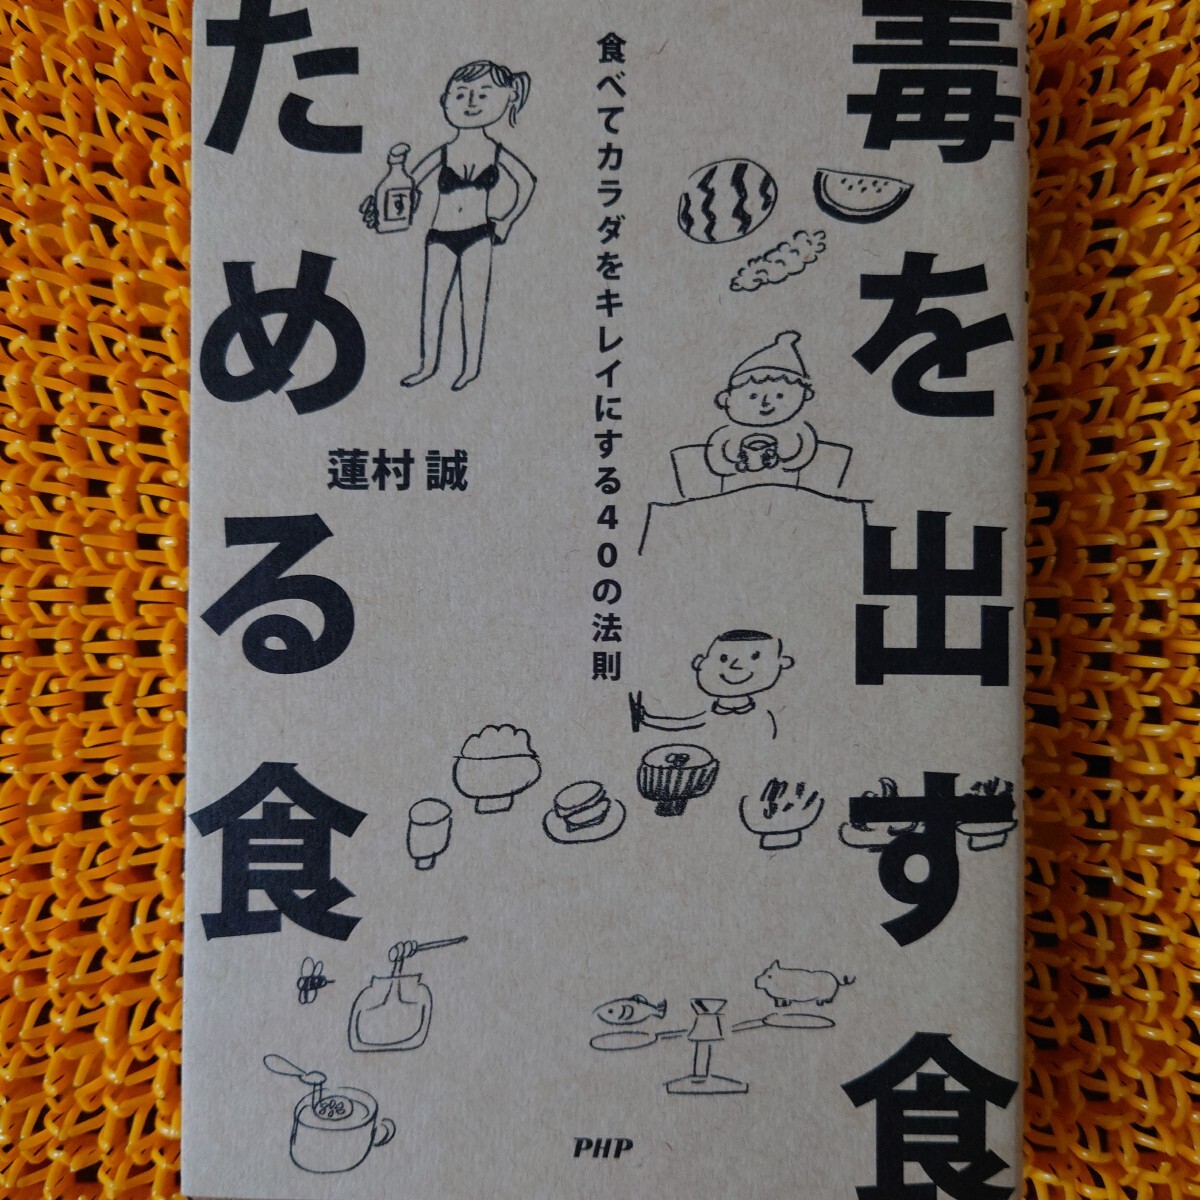 毒を出す食
食べてカラダをキレイにする40の法則
ためる食
蓮村 誠
す
PHP